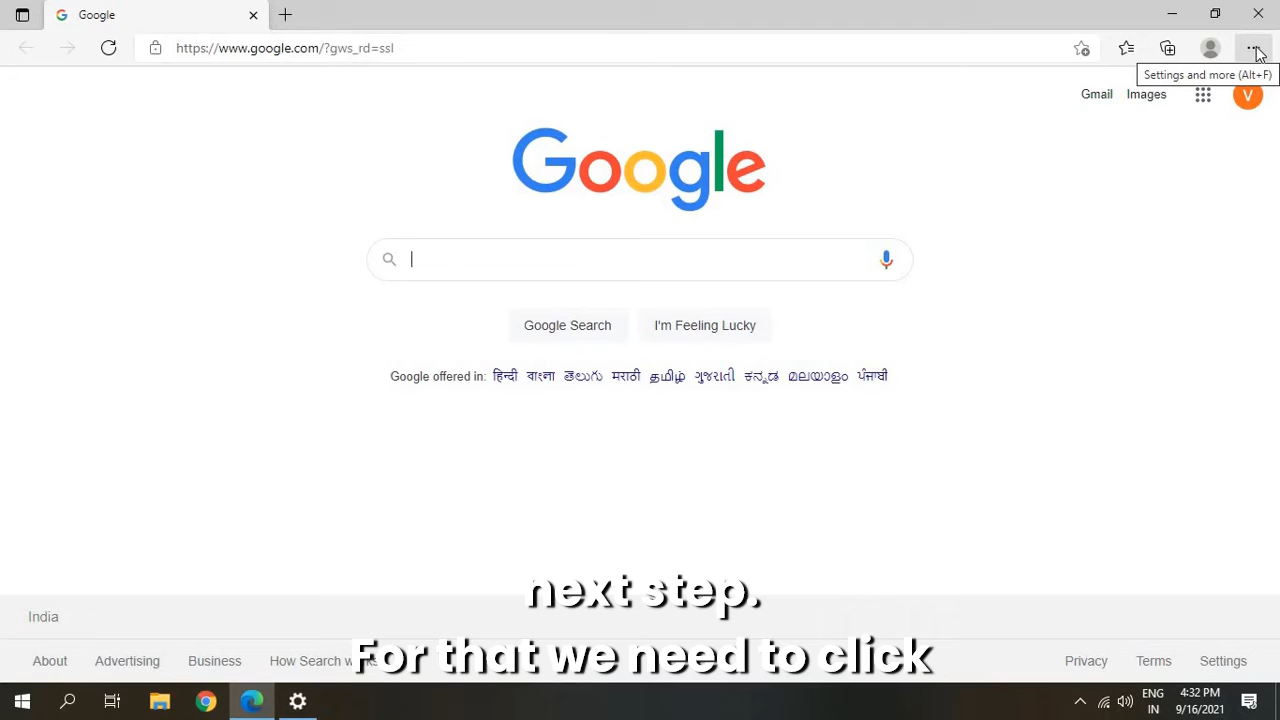 Google
https://www.google.com/?gws_rd=ssl
Settings and more (Alt+F)
Gmail Images V
Google
Google Search I'm Feeling Lucky
Google offered in: हिन्दी বাংলা తెలుగు मराठी தமிழ் ગુજરાતી ಕನ್ನಡ മലയാളം ਪੰਜਾਬੀ
next step.
India
For that we need to click
About Advertising Business How Search Privacy Terms Settings
ENG 4:32 PM
IN 9/16/2021